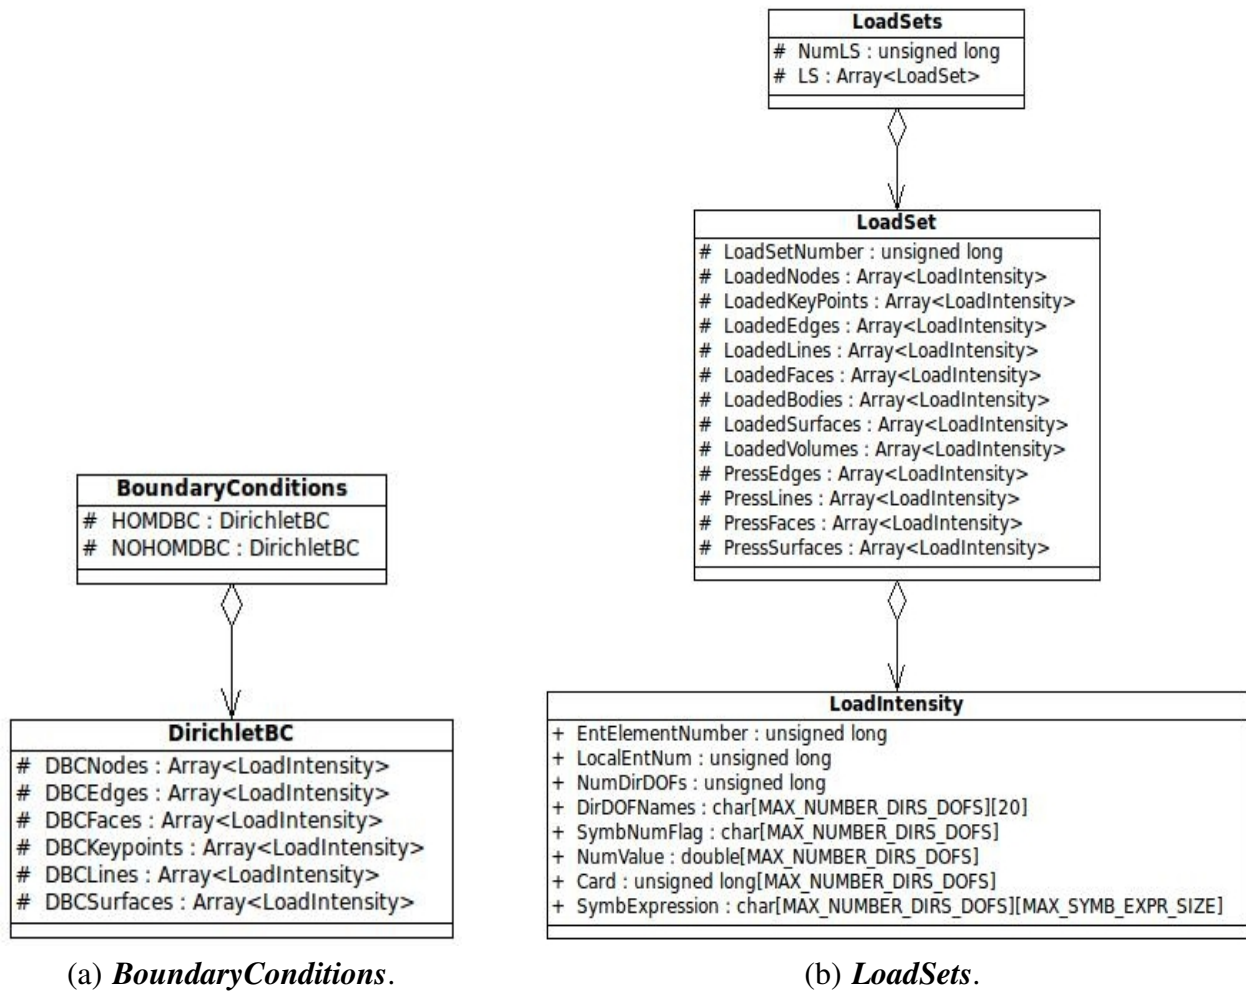 BoundaryConditions
# HOMDBC : DirichletBC
# NOHOMDBC : DirichletBC
DirichletBC
# DBCNodes : Array<LoadIntensity>
# DBCEdges : Array<LoadIntensity>
# DBCFaces : Array<LoadIntensity>
# DBCKeypoints : Array<LoadIntensity>
# DBCLines : Array<LoadIntensity>
# DBCSurfaces : Array<LoadIntensity>
(a) BoundaryConditions.
LoadSets
# NumLS : unsigned long
# LS : Array<LoadSet>
LoadSet
# LoadSetNumber : unsigned long
# LoadedNodes : Array<LoadIntensity>
# LoadedKeyPoints : Array<LoadIntensity>
# LoadedEdges : Array<LoadIntensity>
# LoadedLines : Array<LoadIntensity>
# LoadedFaces : Array<LoadIntensity>
# LoadedBodies : Array<LoadIntensity>
# LoadedSurfaces : Array<LoadIntensity>
# LoadedVolumes : Array<LoadIntensity>
# PressEdges : Array<LoadIntensity>
# PressLines : Array<LoadIntensity>
# PressFaces : Array<LoadIntensity>
# PressSurfaces : Array<LoadIntensity>
LoadIntensity
+ EntElementNumber : unsigned long
+ LocalEntNum : unsigned long
+ NumDirDOFs : unsigned long
+ DirDOFNames : char[MAX_NUMBER_DIRS_DOFS][20]
+ SymbNumFlag : char[MAX_NUMBER_DIRS_DOFS]
+ NumValue : double[MAX_NUMBER_DIRS_DOFS]
+ Card : unsigned long[MAX_NUMBER_DIRS_DOFS]
+ SymbExpression : char[MAX_NUMBER_DIRS_DOFS][MAX_SYMB_EXPR_SIZE]
(b) LoadSets.